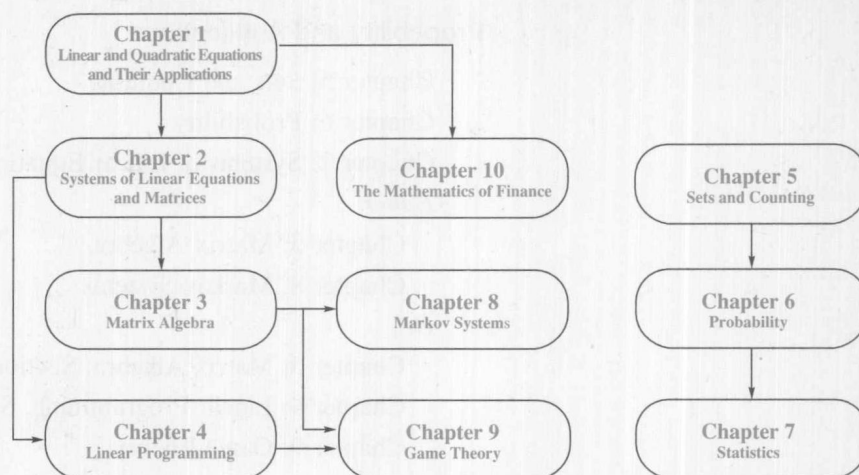 Chapter 1
Linear and Quadratic Equations
and Their Applications
Chapter 2
Systems of Linear Equations
and Matrices
Chapter 10
The Mathematics of Finance
Chapter 5
Sets and Counting
Chapter 3
Matrix Algebra
Chapter 8
Markov Systems
Chapter 6
Probability
Chapter 4
Linear Programming
Chapter 9
Game Theory
Chapter 7
Statistics